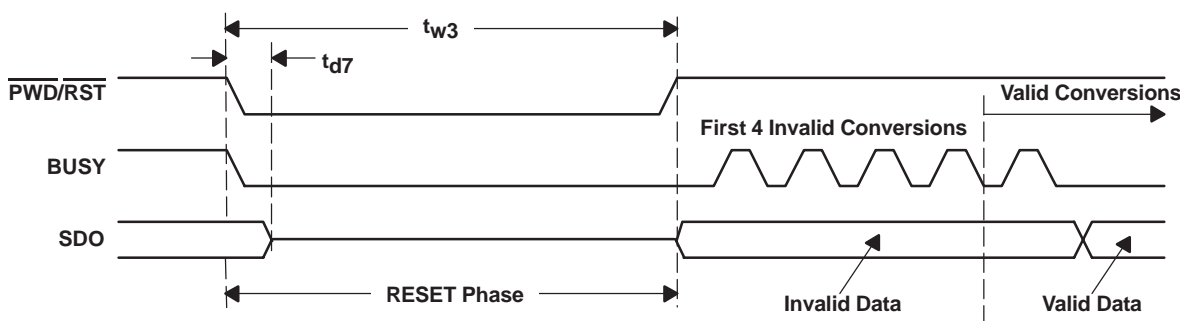 tw3
td7
PWD/RST
Valid Conversions
First 4 Invalid Conversions
BUSY
SDO
RESET Phase
Invalid Data
Valid Data